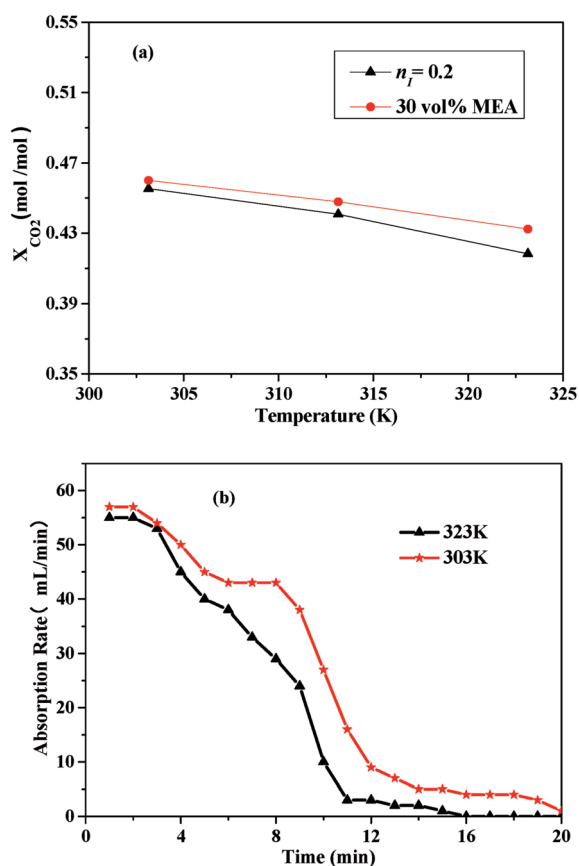 0.55
(a)
n_I = 0.2
30 vol% MEA
0.51
0.47
0.43
0.39
0.35
X_CO2 (mol /mol)
300 305 310 315 320 325
Temperature (K)
(b)
323K
303K
60
50
40
30
20
10
0
Absorption Rate( mL/min)
0 4 8 12 16 20
Time (min)